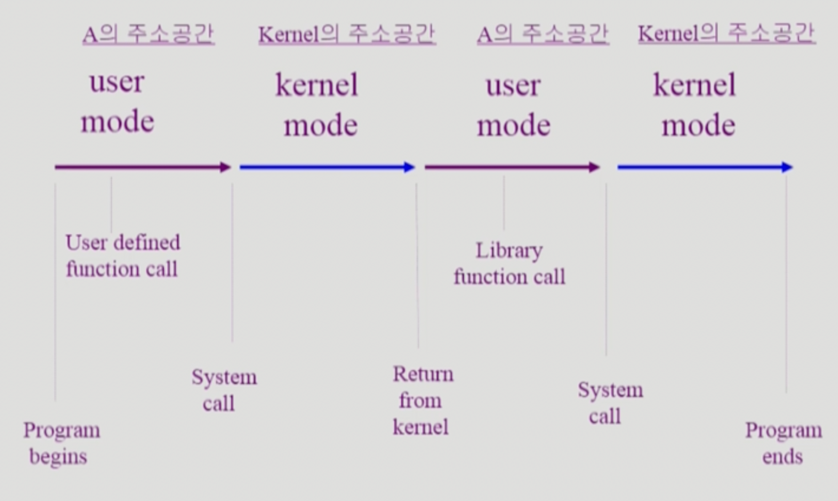 A의 주소공간
Kernel의 주소공간
A의 주소공간
Kernel의 주소공간
user
mode
kernel
mode
user
mode
kernel
mode
User defined
function call
Library
function call
System
call
Return
from
kernel
System
call
Program
begins
Program
ends